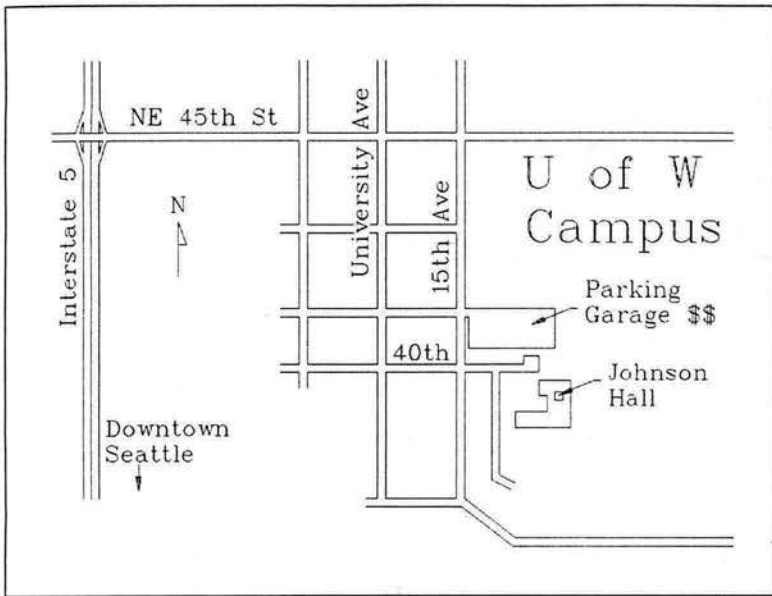 NE 45th St
University Ave
15th Ave
Interstate 5
N
U of W
Campus
Parking
Garage $$
40th
Johnson
Hall
Downtown
Seattle